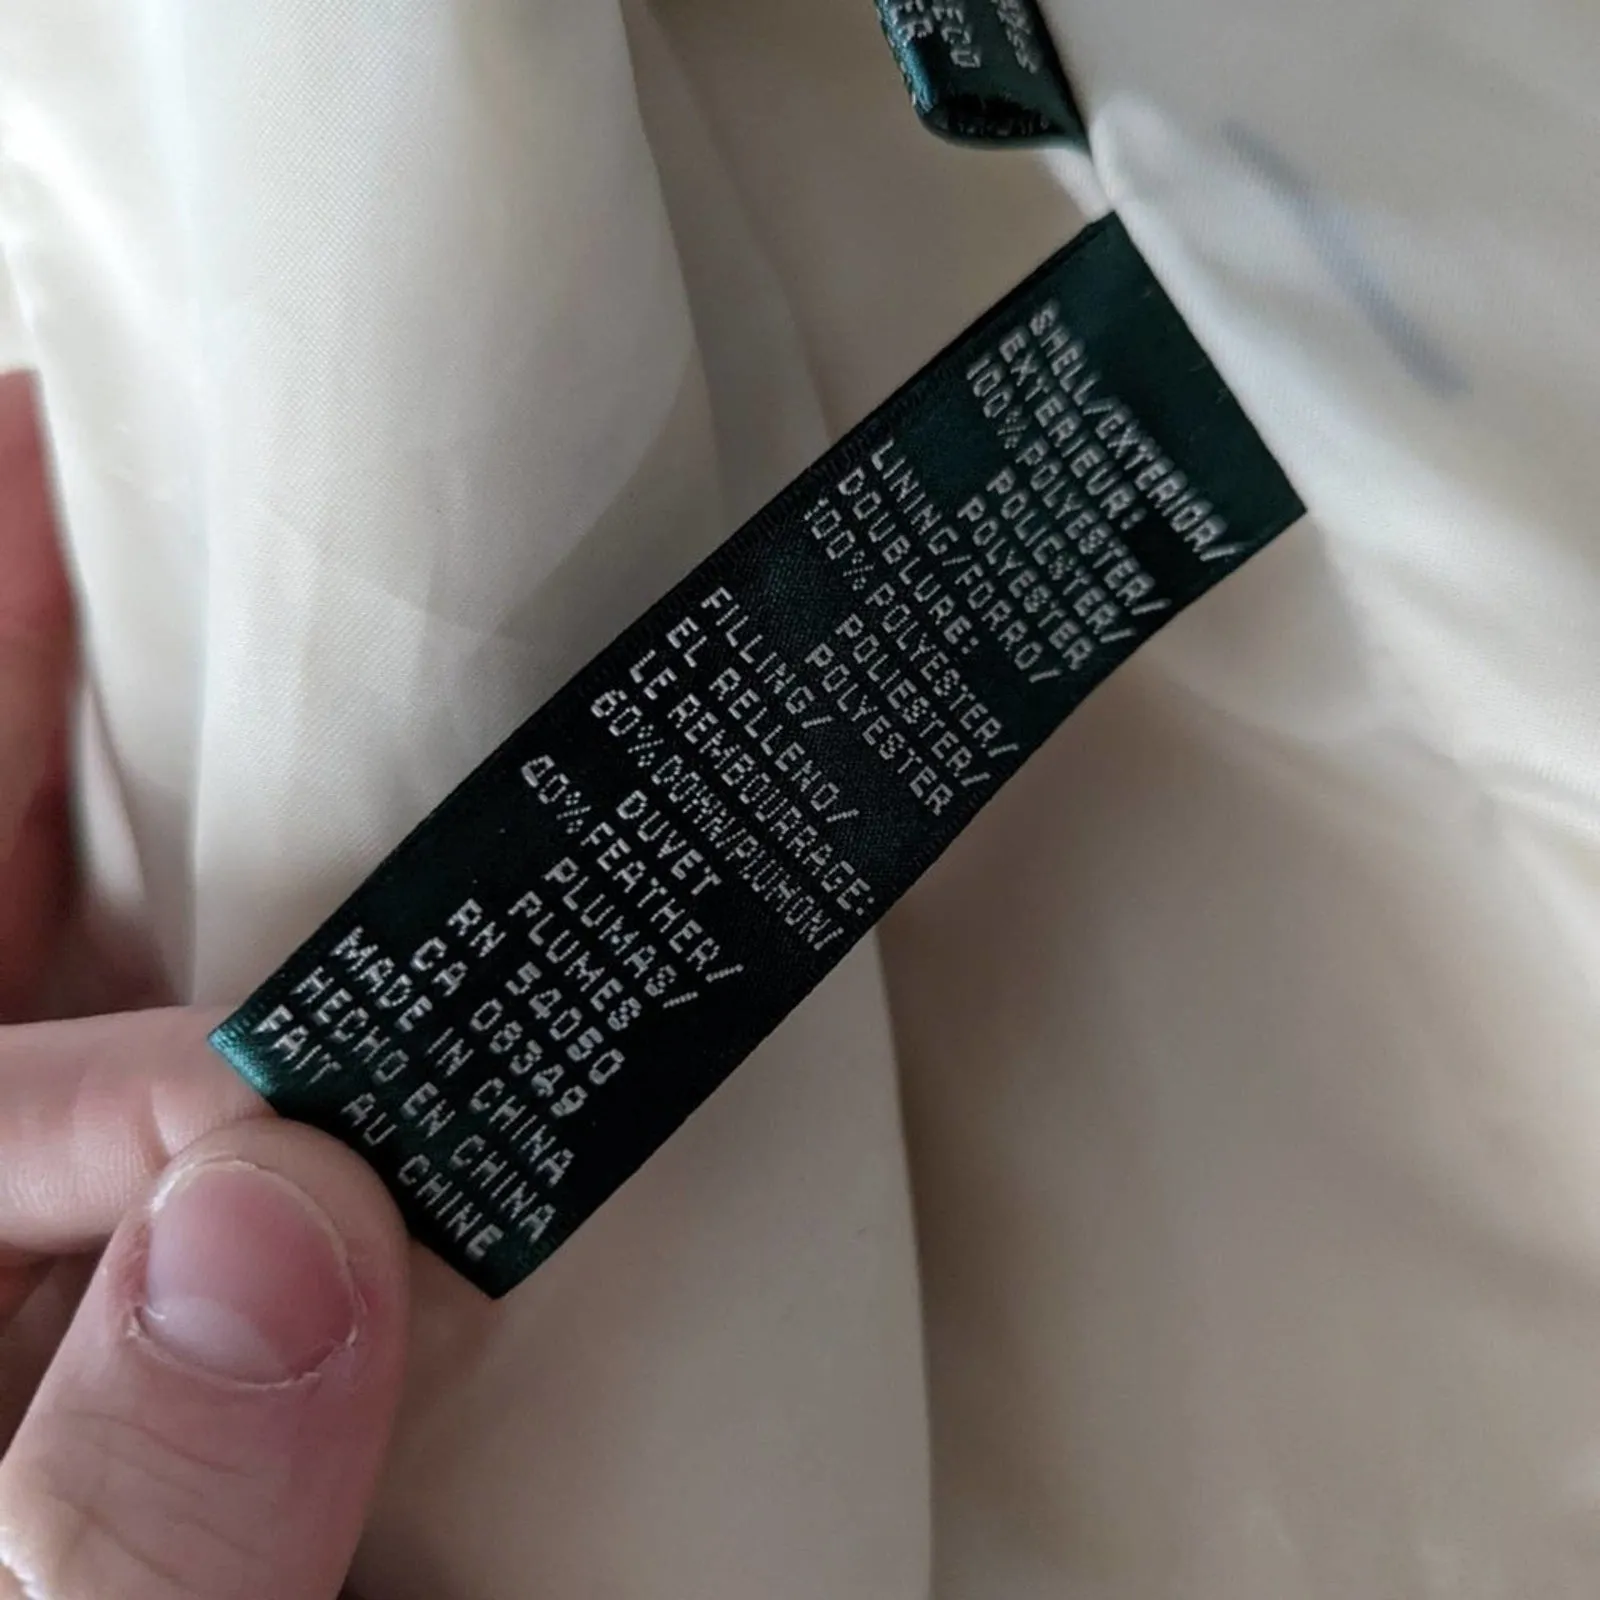 SHELL/EXTERIOR/
EXTERIEUR:
100%POLYESTER/
POLIESTER/
POLYESTER
LINING/FORRO/
DOUBLURE:
100%POLYESTER/
POLIESTER/
POLYESTER
FILLING/
EL RELLENO/
LE REMBOURRAGE:
60%DOWN/PLUMON/
DUVET
40%FEATHER/
PLUMAS/
PLUMES
RN 54050
CA 08349
MADE IN CHINA
HECHO EN CHINA
FAIT AU CHINE